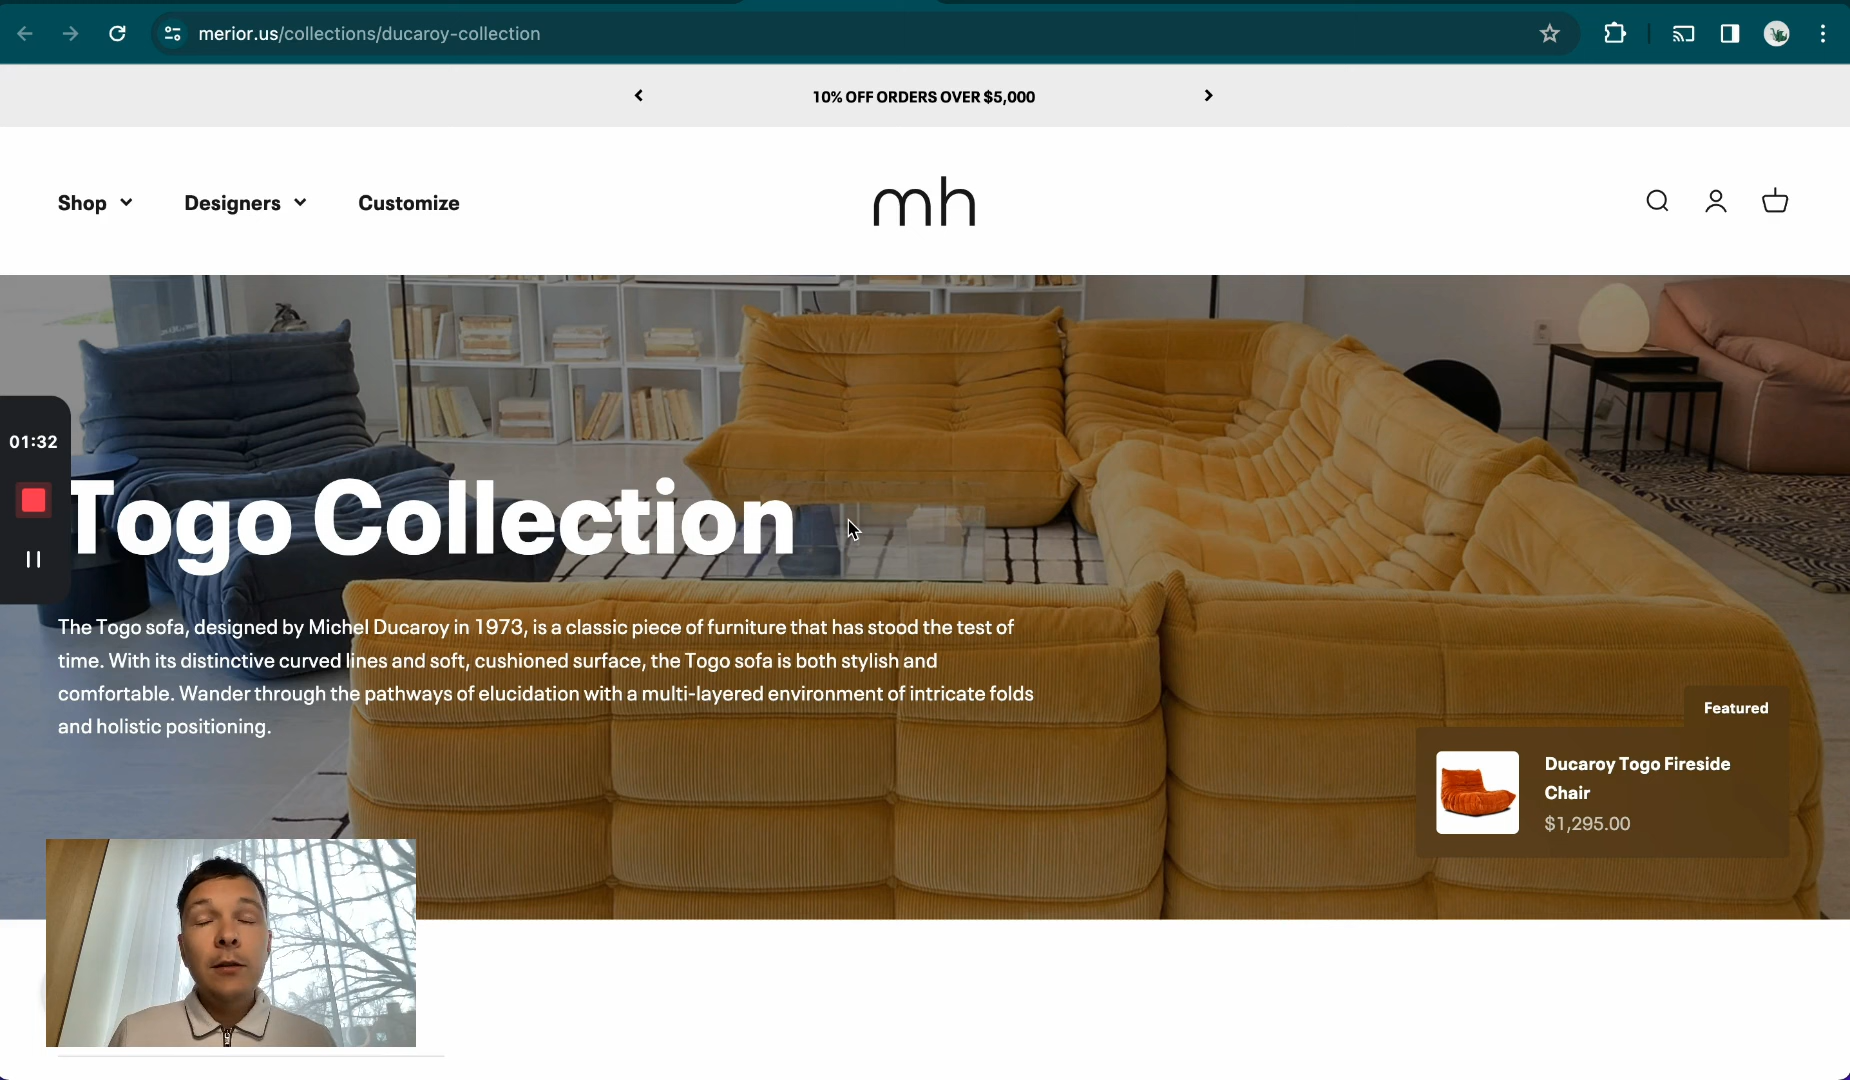 merior.us/collections/ducaroy-collection
10% OFF ORDERS OVER $5,000
Shop
Designers
Customize
mh
01:32
Togo Collection
The Togo sofa, designed by Michel Ducaroy in 1973, is a classic piece of furniture that has stood the test of
time. With its distinctive curved lines and soft, cushioned surface, the Togo sofa is both stylish and
comfortable. Wander through the pathways of elucidation with a multi-layered environment of intricate folds
and holistic positioning.
Featured
Ducaroy Togo Fireside
Chair
$1,295.00